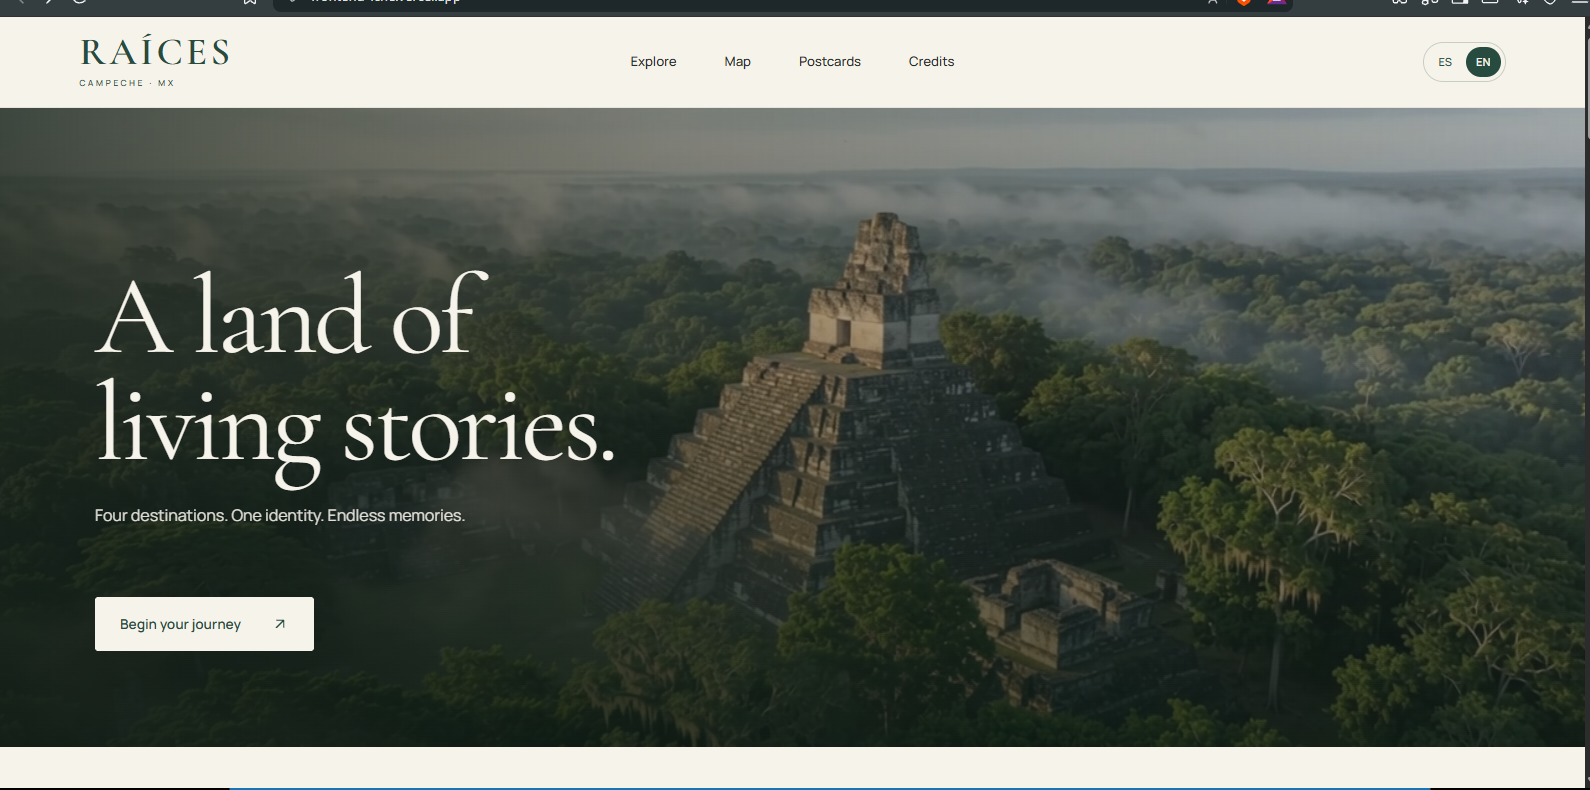 RAÍCES
CAMPECHE · MX
Explore
Map
Postcards
Credits
ES
EN
A land of
living stories.
Four destinations. One identity. Endless memories.
Begin your journey